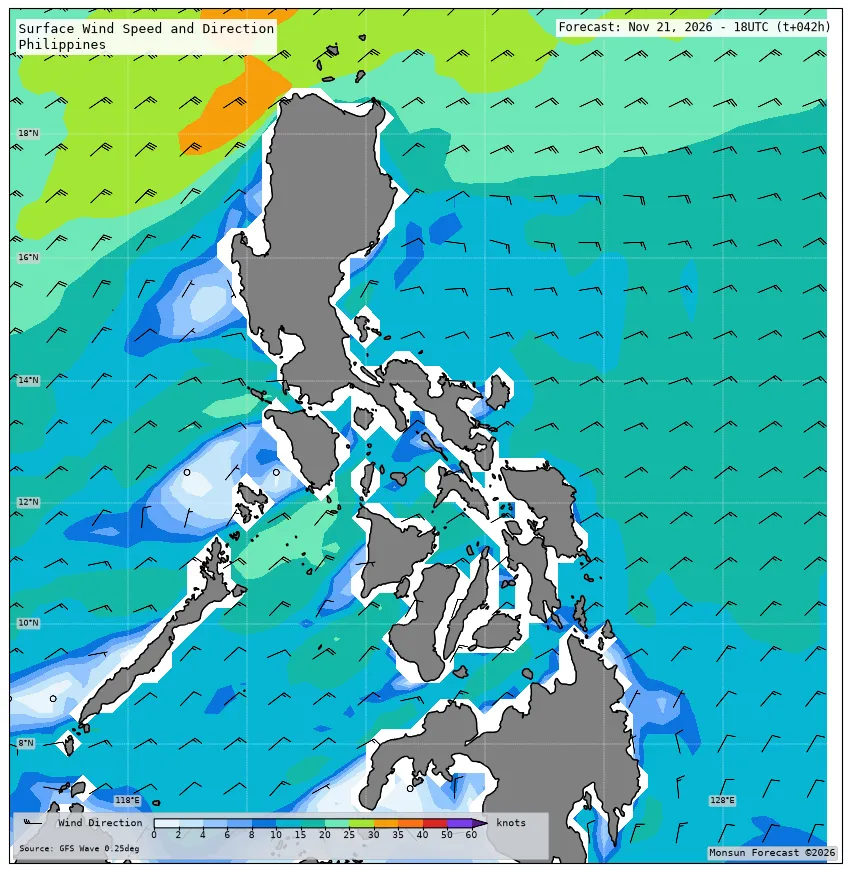 Surface Wind Speed and Direction
Philippines
Forecast: Nov 21, 2026 - 18UTC (t+042h)
18°N
16°N
14°N
12°N
10°N
8°N
118°E
128°E
Wind Direction
0 2 4 6 8 10 15 20 25 30 35 40 50 60 knots
Source: GFS Wave 0.25deg
Monsun Forecast ©2026